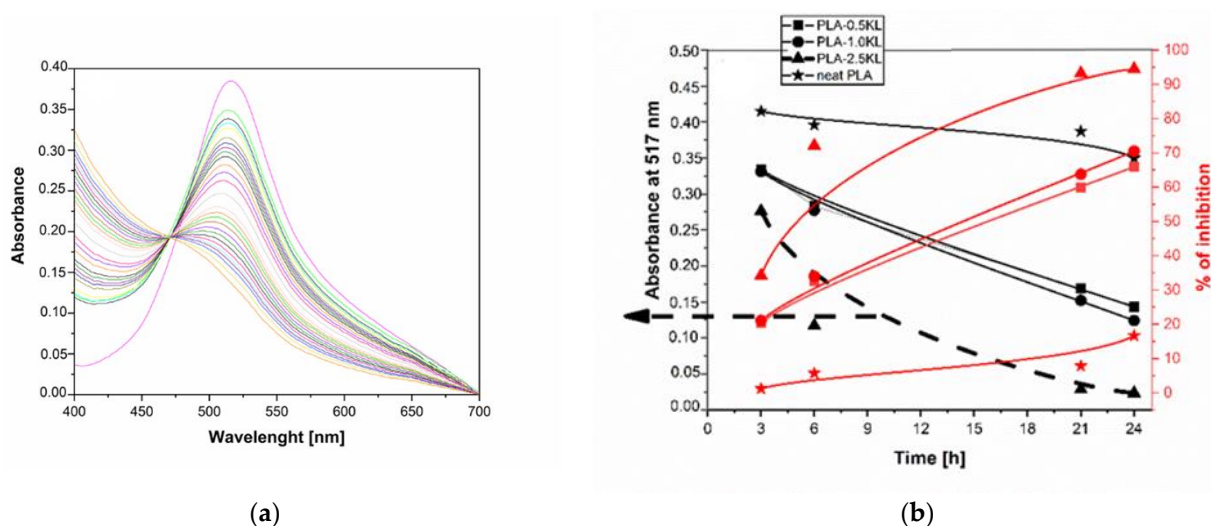 0.40
0.35
0.30
0.25
0.20
0.15
0.10
0.05
0.00
Absorbance
400 450 500 550 600 650 700
Wavelenght [nm]
(a)
PLA-0.5KL
PLA-1.0KL
PLA-2.5KL
neat PLA
0.50
0.45
0.40
0.35
0.30
0.25
0.20
0.15
0.10
0.05
0.00
Absorbance at 517 nm
100
90
80
70
60
50
40
30
20
10
0
% of inhibition
0 3 6 9 12 15 18 21 24
Time [h]
(b)